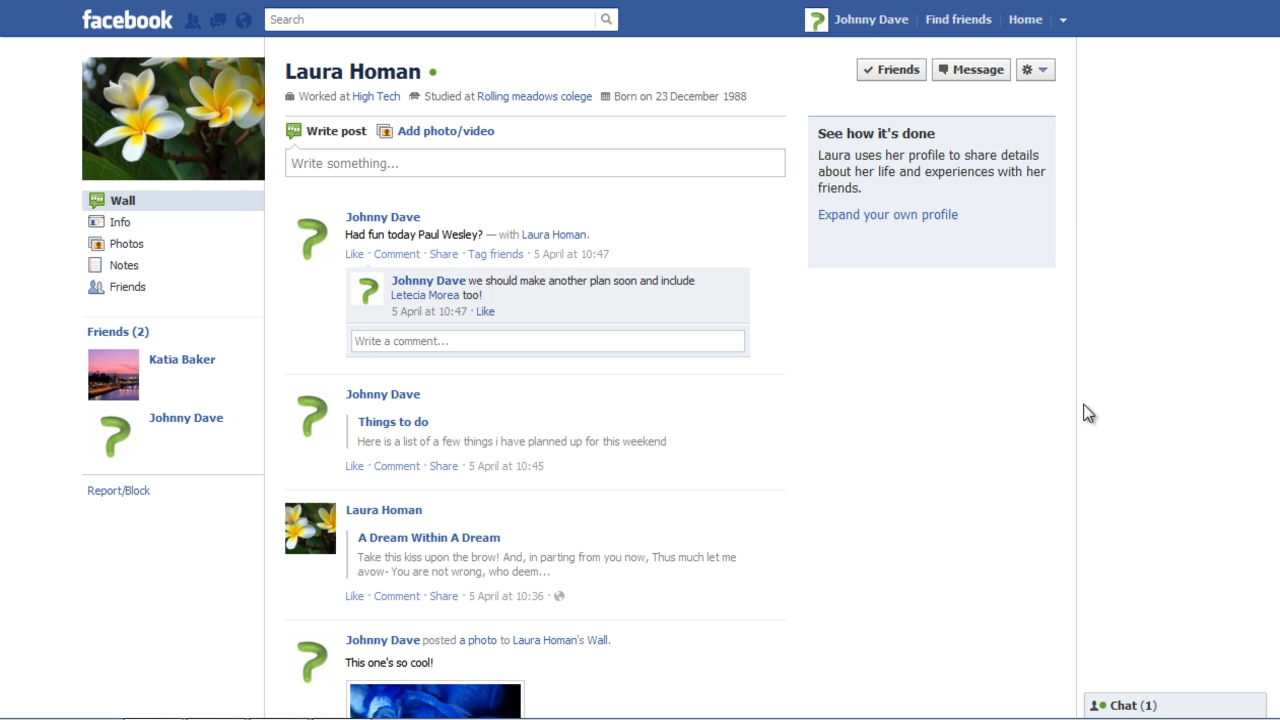 facebook
Search
Johnny Dave
Find friends
Home
Laura Homan
Friends
Message
Worked at High Tech Studied at Rolling meadows colege Born on 23 December 1988
Write post
Add photo/video
Write something...
See how it's done
Laura uses her profile to share details
about her life and experiences with her
friends.
Expand your own profile
Wall
Info
Photos
Notes
Friends
Friends (2)
Katia Baker
Johnny Dave
Report/Block
Johnny Dave
Had fun today Paul Wesley? — with Laura Homan.
Like · Comment · Share · Tag friends · 5 April at 10:47
Johnny Dave we should make another plan soon and include
Letecia Morea too!
5 April at 10:47 · Like
Write a comment...
Johnny Dave
Things to do
Here is a list of a few things i have planned up for this weekend
Like · Comment · Share · 5 April at 10:45
Laura Homan
A Dream Within A Dream
Take this kiss upon the brow! And, in parting from you now, Thus much let me
avow- You are not wrong, who deem...
Like · Comment · Share · 5 April at 10:36 ·
Johnny Dave posted a photo to Laura Homan's Wall.
This one's so cool!
Chat (1)